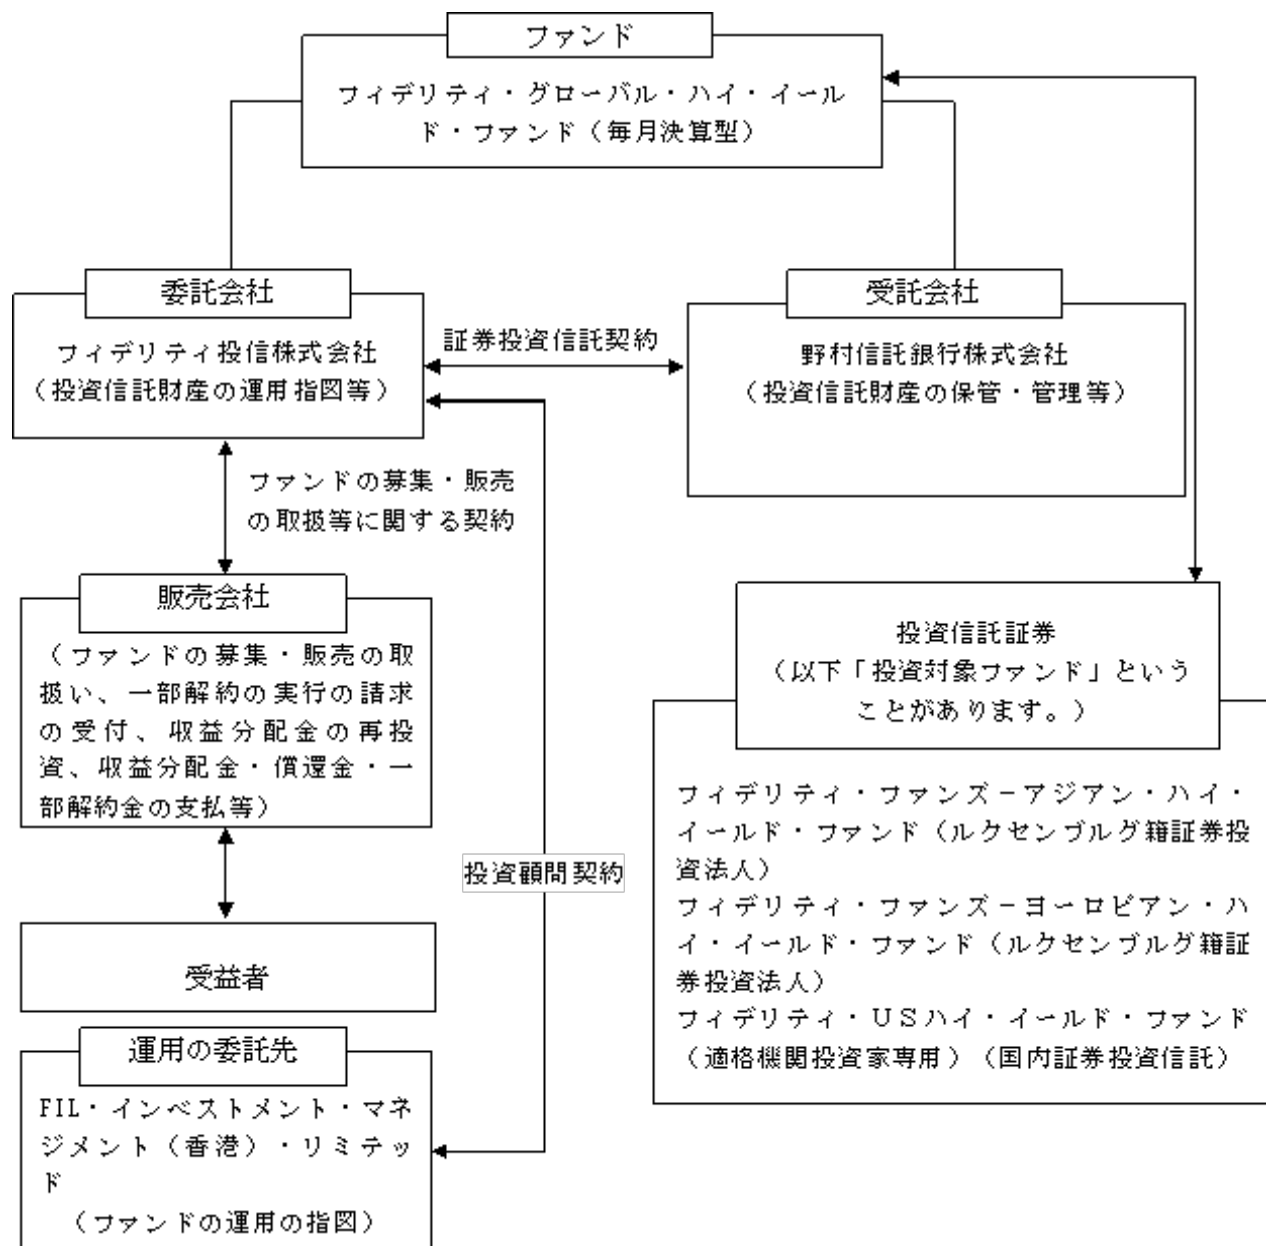 ファンド
フィデリティ・グローバル・ハイ・イール
ド・ファンド（毎月決算型）
委託会社
フィデリティ投信株式会社
（投資信託財産の運用指図等）
証券投資信託契約
受託会社
野村信託銀行株式会社
（投資信託財産の保管・管理等）
ファンドの募集・販売
の取扱等に関する契約
販売会社
（ファンドの募集・販売の取
扱い、一部解約の実行の請求
の受付、収益分配金の再投
資、収益分配金・償還金・一
部解約金の支払等）
投資信託証券
（以下「投資対象ファンド」という
ことがあります。）
フィデリティ・ファンズ－アジアン・ハイ・
イールド・ファンド（ルクセンブルグ籍証券投
資法人）
フィデリティ・ファンズ－ヨーロピアン・ハ
イ・イールド・ファンド（ルクセンブルグ籍証
券投資法人）
フィデリティ・ＵＳハイ・イールド・ファンド
（適格機関投資家専用）（国内証券投資信託）
投資顧問契約
受益者
運用の委託先
FIL・インベストメント・マネ
ジメント（香港）・リミテッ
ド
（ファンドの運用の指図）